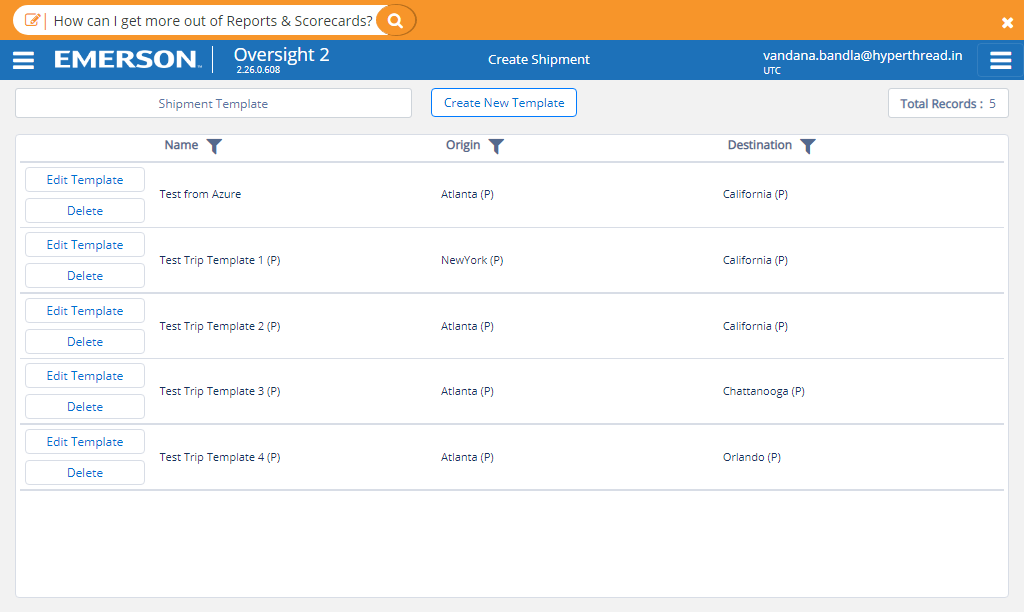 How can I get more out of Reports & Scorecards?
EMERSON™
Oversight 2
2.26.0.608
Create Shipment
vandana.bandla@hyperthread.in
UTC
Shipment Template
Create New Template
Total Records : 5
Name
Origin
Destination
Edit Template
Delete
Test from Azure
Atlanta (P)
California (P)
Edit Template
Delete
Test Trip Template 1 (P)
NewYork (P)
California (P)
Edit Template
Delete
Test Trip Template 2 (P)
Atlanta (P)
California (P)
Edit Template
Delete
Test Trip Template 3 (P)
Atlanta (P)
Chattanooga (P)
Edit Template
Delete
Test Trip Template 4 (P)
Atlanta (P)
Orlando (P)